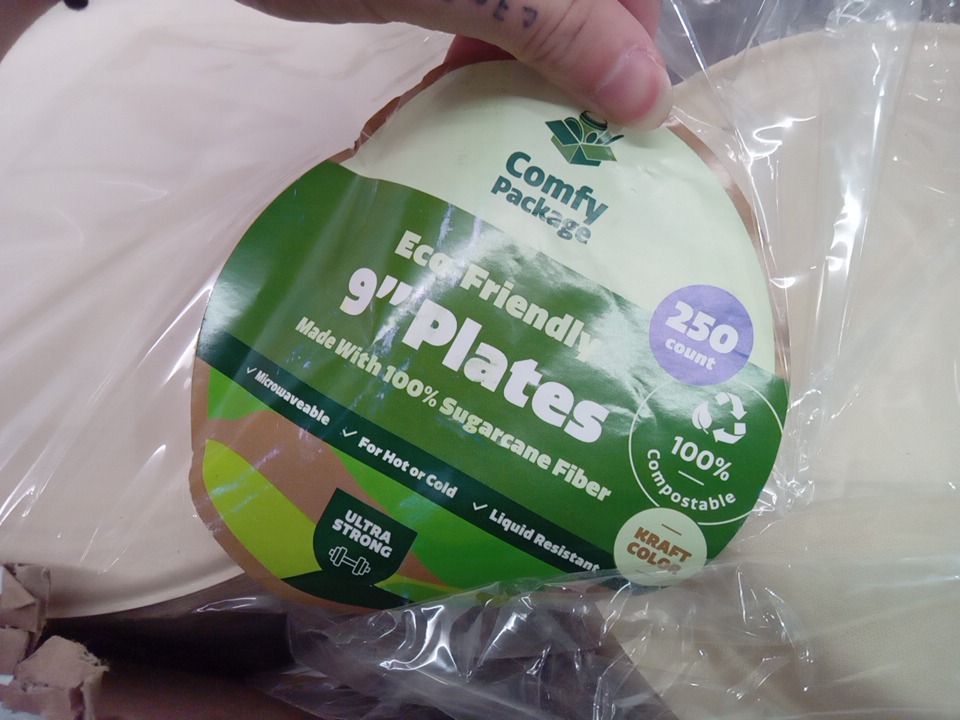 Comfy
Package
Eco Friendly
9" Plates
Made With 100% Sugarcane Fiber
250
count
✓ Microwaveable
✓ For Hot or Cold
✓ Liquid Resistant
100%
Compostable
ULTRA
STRONG
KRAFT
COLOR